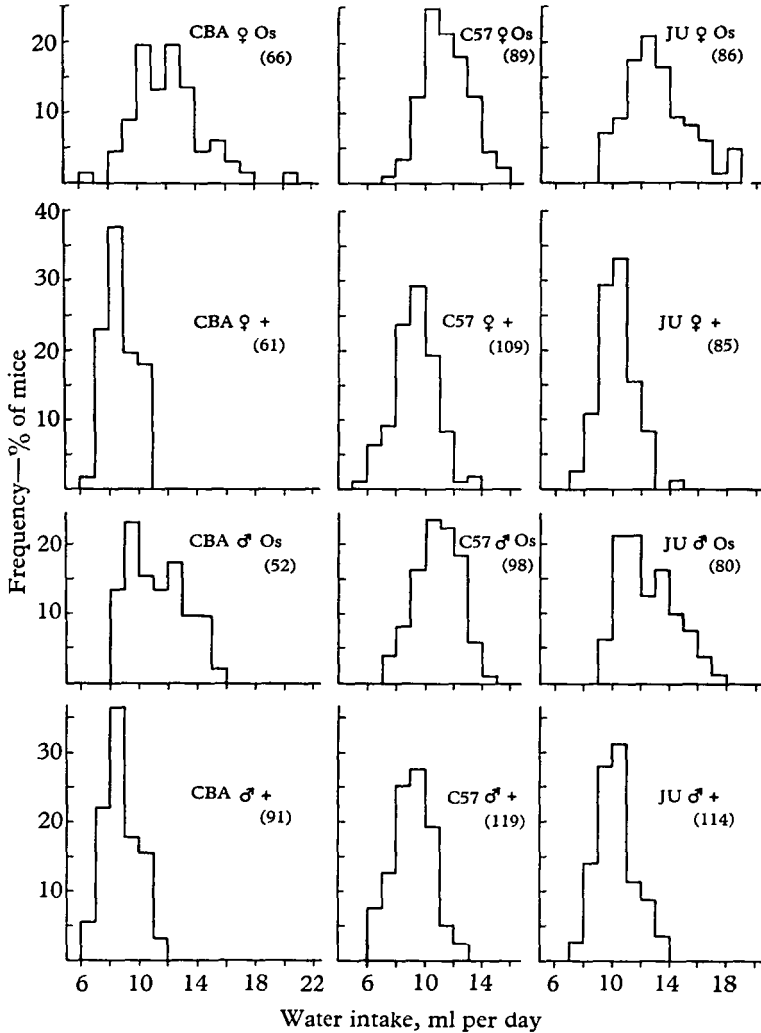 CBA ♀ Os
(66)
C57 ♀ Os
(89)
JU ♀ Os
(86)
20
10
CBA ♀ +
(61)
C57 ♀ +
(109)
JU ♀ +
(85)
40
30
20
10
Frequency—% of mice
CBA ♂ Os
(52)
C57 ♂ Os
(98)
JU ♂ Os
(80)
20
10
CBA ♂ +
(91)
C57 ♂ +
(119)
JU ♂ +
(114)
30
20
10
6 10 14 18 22 6 10 14 6 10 14 18
Water intake, ml per day